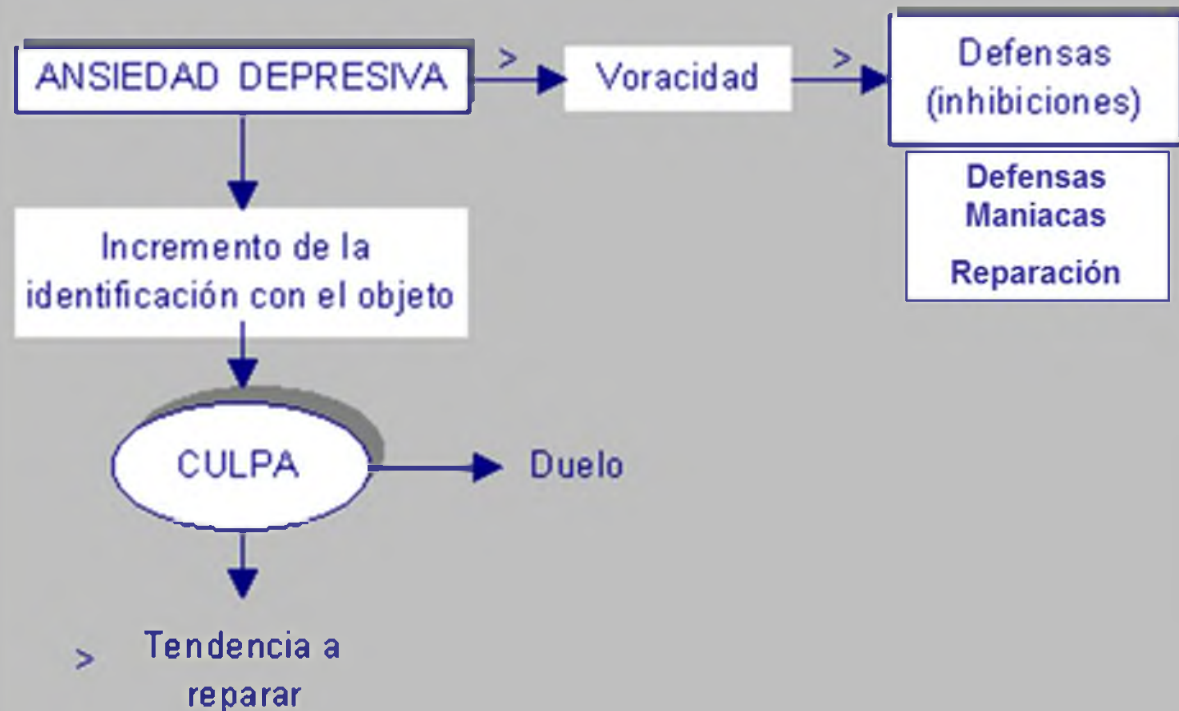 ANSIEDAD DEPRESIVA
>
Voracidad
>
Defensas
(inhibiciones)
Defensas
Maniacas
Reparación
Incremento de la
identificación con el objeto
CULPA
Duelo
>
Tendencia a
reparar